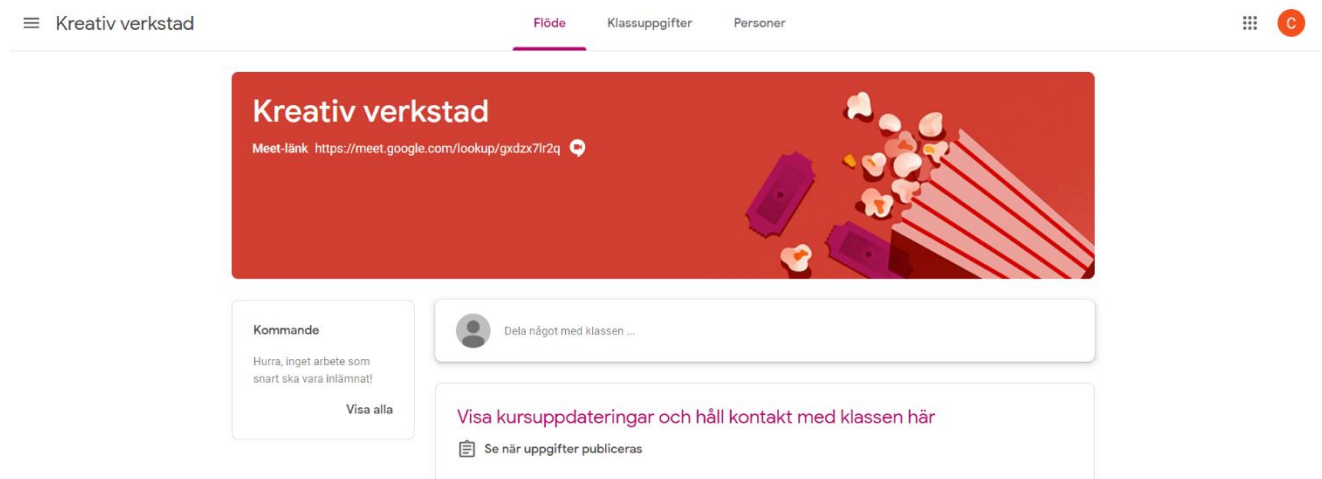 Kreativ verkstad
Flöde Klassuppgifter Personer
C
Kreativ verkstad
Meet-länk https://meet.google.com/lookup/gxdzx7lr2q
Kommande
Hurra, inget arbete som
snart ska vara inlämnat!
Visa alla
Dela något med klassen ...
Visa kursuppdateringar och håll kontakt med klassen här
Se när uppgifter publiceras